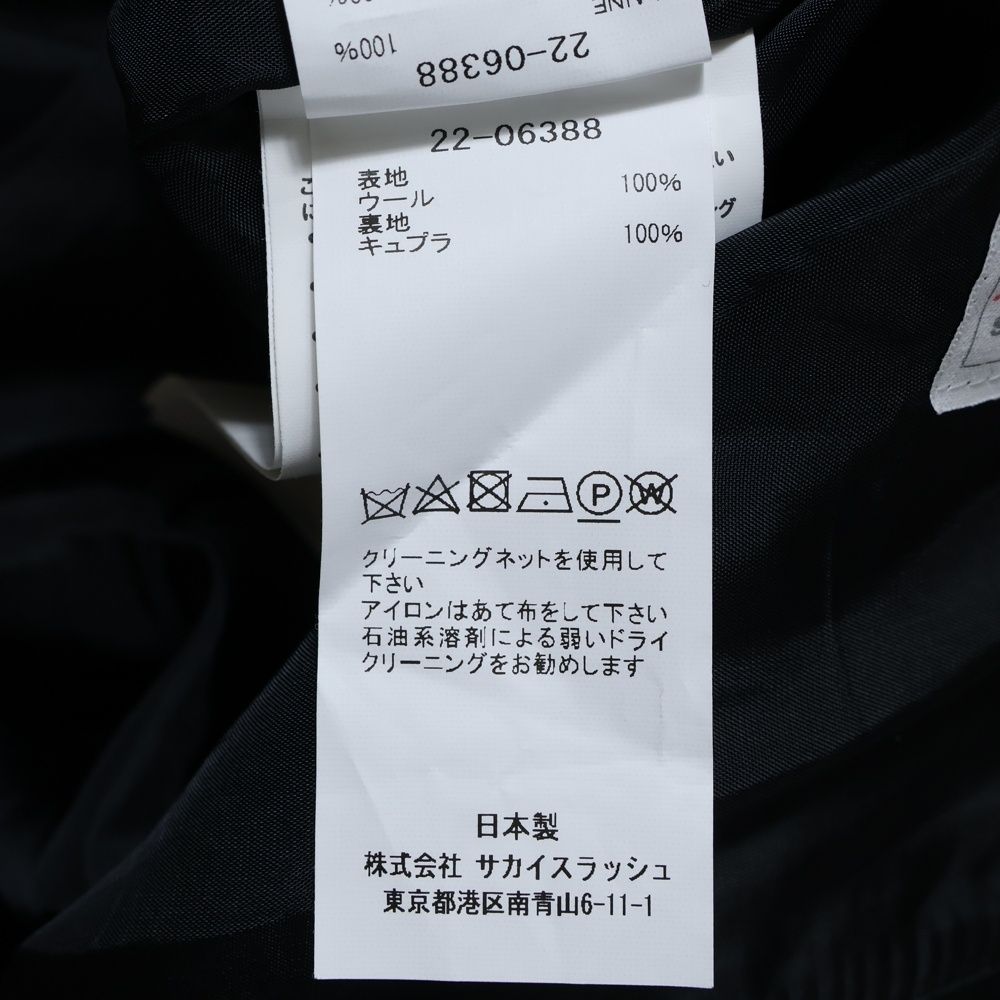 AINE
100%
22-06388
22-06388
表地
ウール 100%
裏地
キュプラ 100%
こ
に
い
グ
P
W
クリーニングネットを使用して
下さい
アイロンはあて布をして下さい
石油系溶剤による弱いドライ
クリーニングをお勧めします
日本製
株式会社 サカイスラッシュ
東京都港区南青山6-11-1